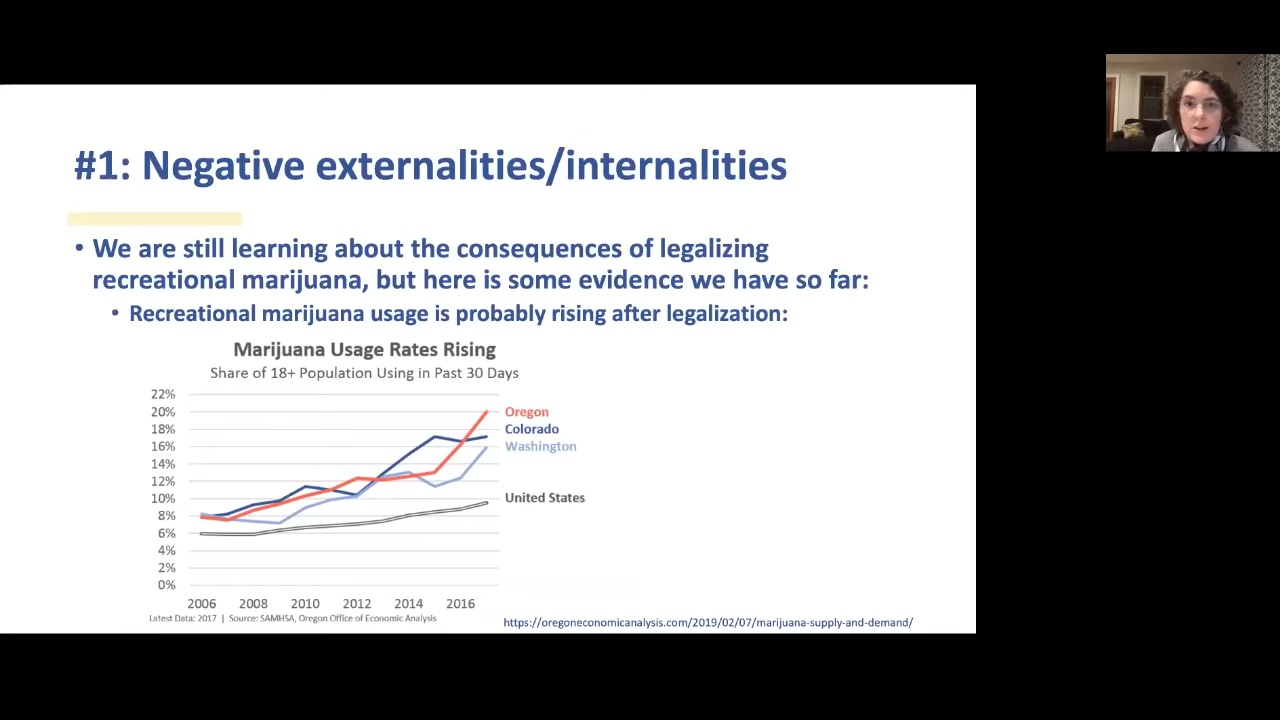 #1: Negative externalities/internalities
• We are still learning about the consequences of legalizing
recreational marijuana, but here is some evidence we have so far:
• Recreational marijuana usage is probably rising after legalization:
Marijuana Usage Rates Rising
Share of 18+ Population Using in Past 30 Days
22%
20%
18%
16%
14%
12%
10%
8%
6%
4%
2%
0%
Oregon
Colorado
Washington
United States
2006 2008 2010 2012 2014 2016
Latest Data: 2017 | Source: SAMHSA, Oregon Office of Economic Analysis
https://oregoneconomicanalysis.com/2019/02/07/marijuana-supply-and-demand/